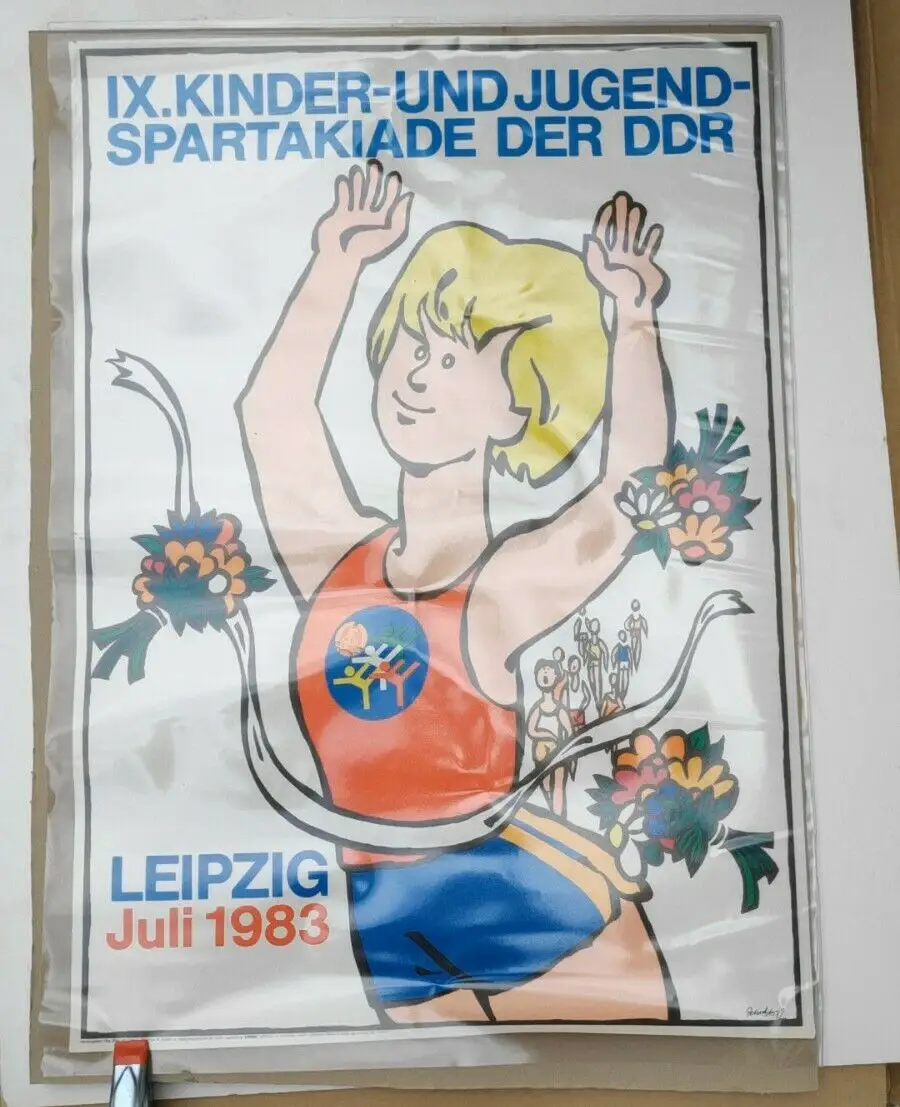 IX.KINDER-UND JUGEND-
SPARTAKIADE DER DDR
LEIPZIG
Juli 1983